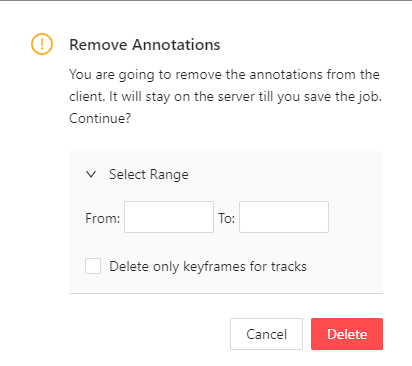 Remove Annotations
You are going to remove the annotations from the
client. It will stay on the server till you save the job.
Continue?
Select Range
From: To:
Delete only keyframes for tracks
Cancel Delete